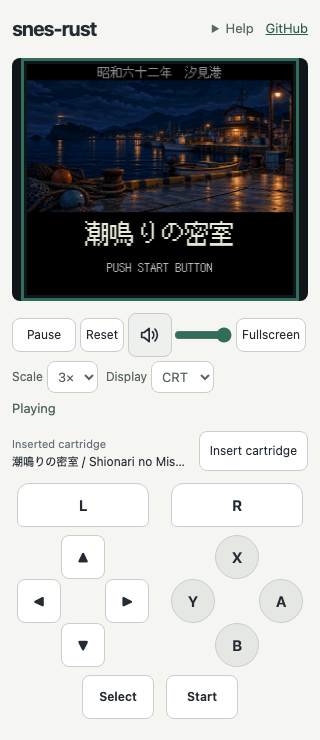 snes-rust
▶ Help GitHub
昭和六十二年 汐見港
潮鳴りの密室
PUSH START BUTTON
Pause Reset Fullscreen
Scale 3× Display CRT
Playing
Inserted cartridge
潮鳴りの密室 / Shionari no Mis...
Insert cartridge
L R
▲ X
◀ ▶ Y A
▼ B
Select Start